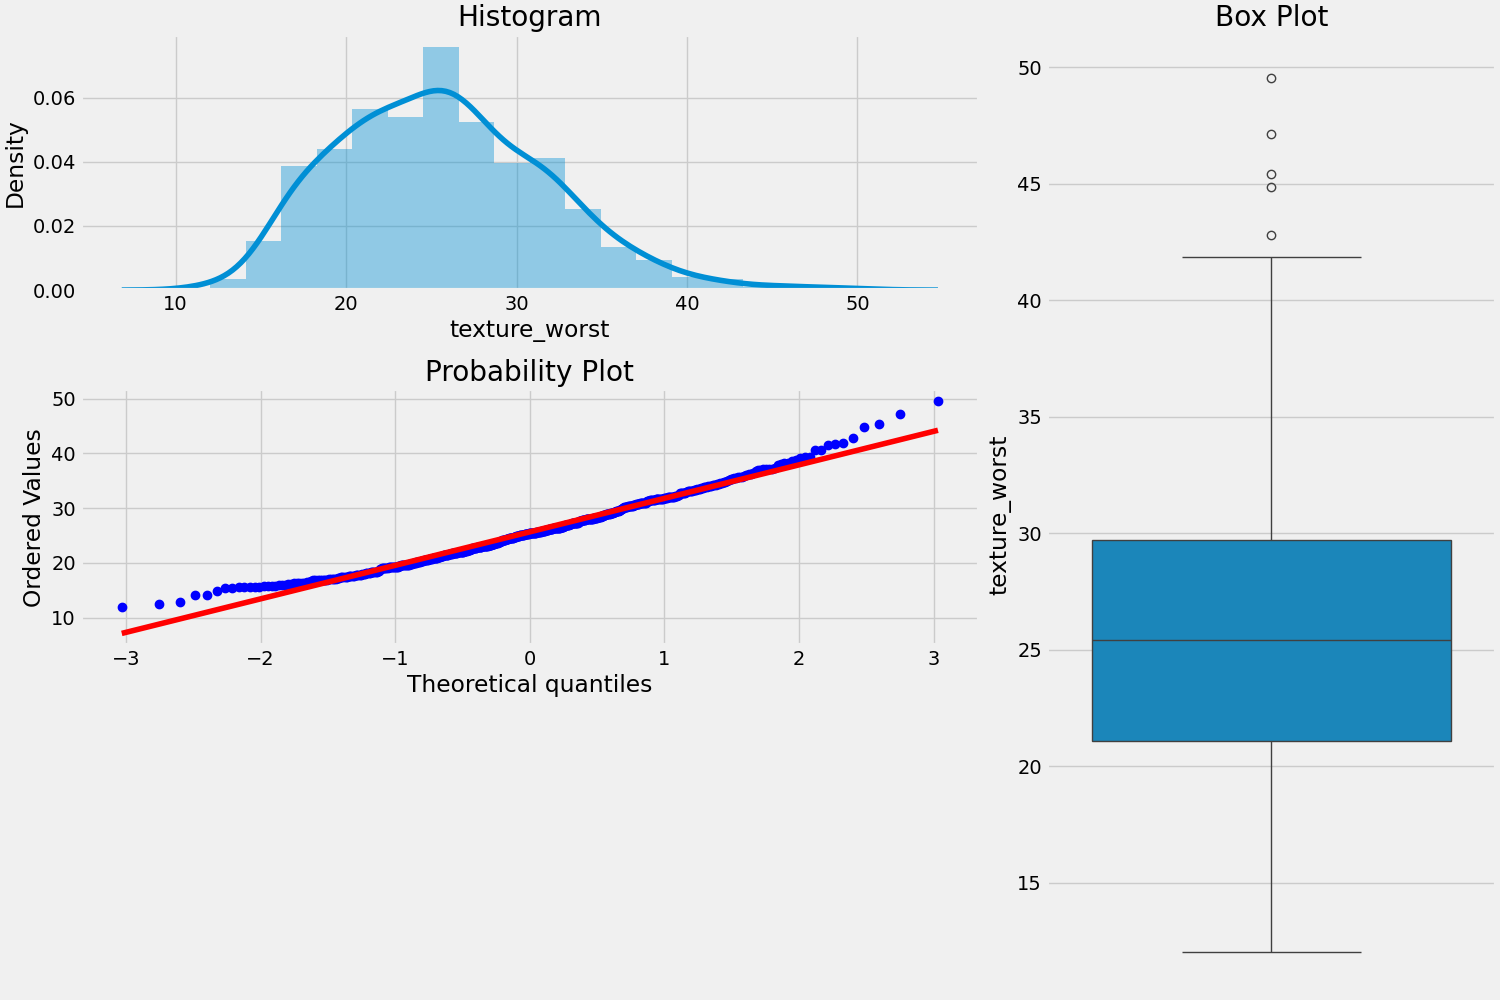 Histogram
Density
0.06
0.04
0.02
0.00
10 20 30 40 50
texture_worst
Probability Plot
Ordered Values
50
40
30
20
10
−3 −2 −1 0 1 2 3
Theoretical quantiles
Box Plot
texture_worst
50
45
40
35
30
25
20
15